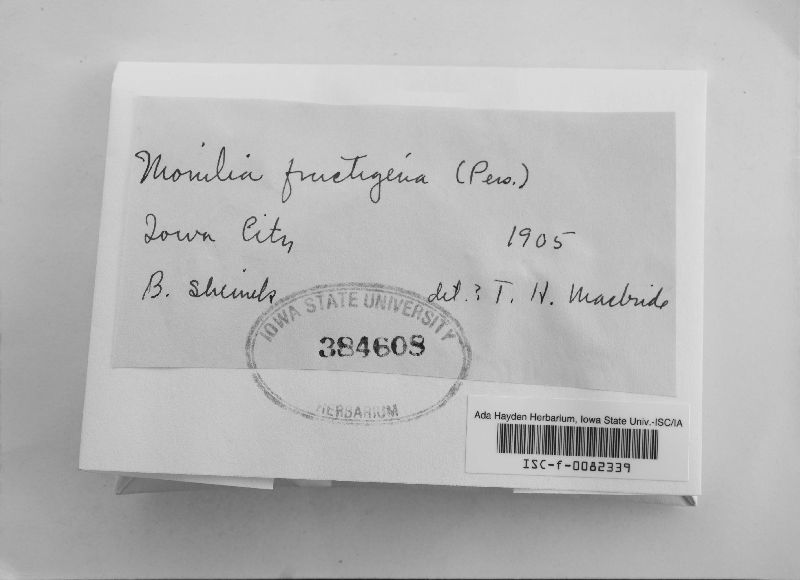 Monilia fructigena (Pers.)
Iowa City 1905
B. Shimek det.? T. H. Macbride
IOWA STATE UNIVERSITY
384608
HERBARIUM
Ada Hayden Herbarium, Iowa State Univ.-ISC/IA
ISC-f-0082339